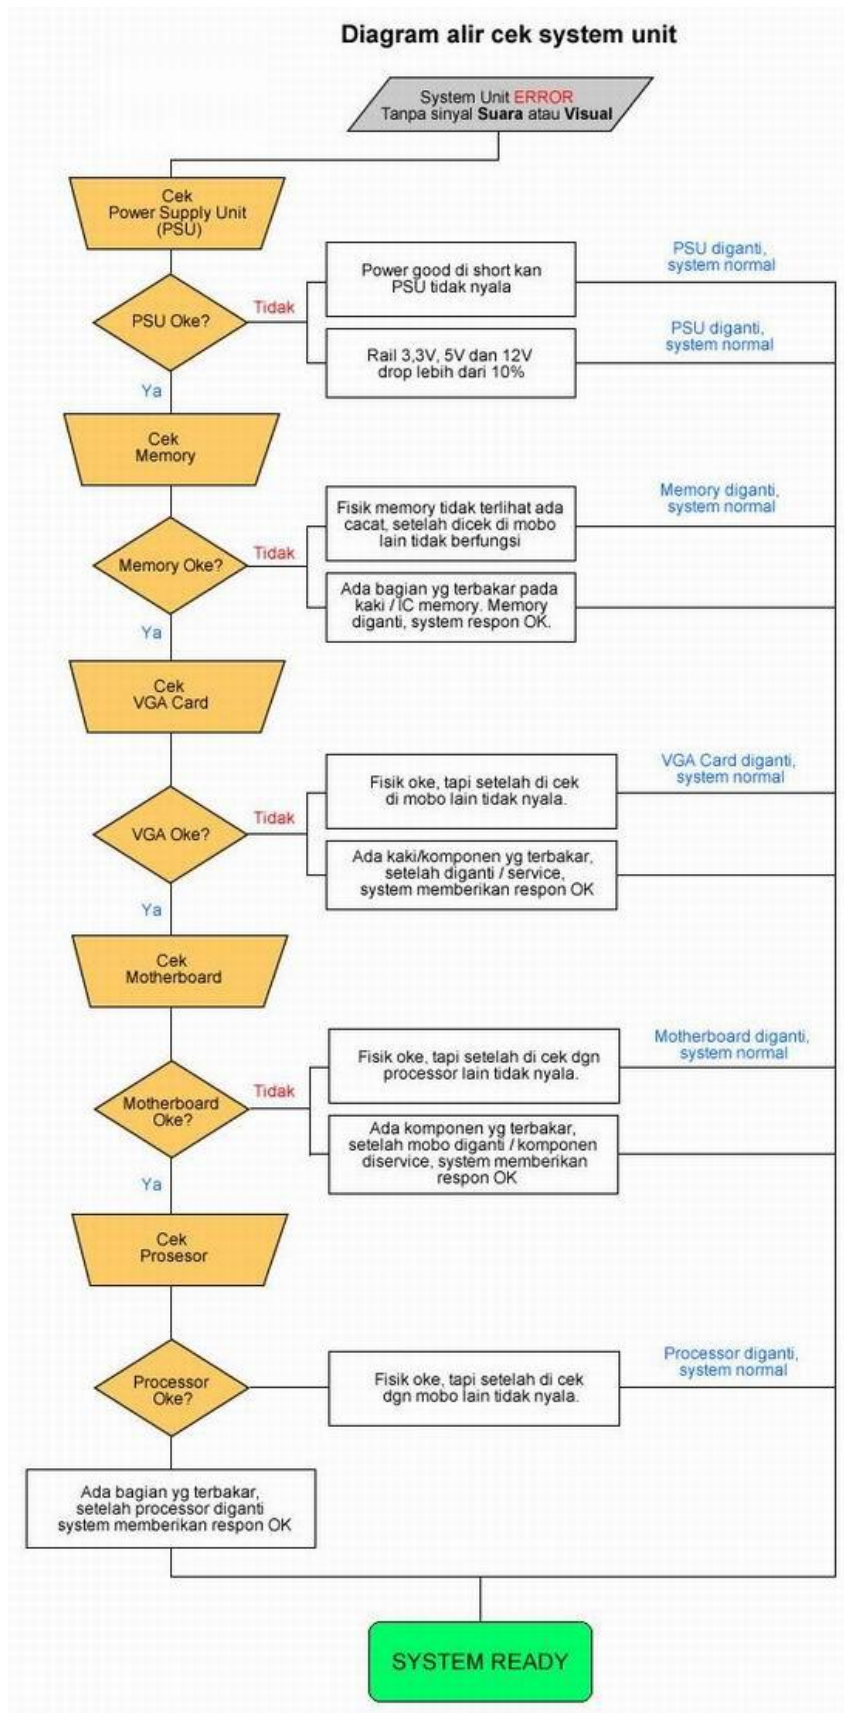 Diagram alir cek system unit
System Unit ERROR
Tanpa sinyal Suara atau Visual
Cek
Power Supply Unit
(PSU)
PSU Oke?
Tidak
Power good di short kan
PSU tidak nyala
PSU diganti,
system normal
Rail 3,3V, 5V dan 12V
drop lebih dari 10%
PSU diganti,
system normal
Ya
Cek
Memory
Memory Oke?
Tidak
Fisik memory tidak terlihat ada
cacat, setelah dicek di mobo
lain tidak berfungsi
Memory diganti,
system normal
Ada bagian yg terbakar pada
kaki / IC memory. Memory
diganti, system respon OK.
Ya
Cek
VGA Card
VGA Oke?
Tidak
Fisik oke, tapi setelah di cek
di mobo lain tidak nyala.
VGA Card diganti,
system normal
Ada kaki/komponen yg terbakar,
setelah diganti / service,
system memberikan respon OK
Ya
Cek
Motherboard
Motherboard
Oke?
Tidak
Fisik oke, tapi setelah di cek dgn
processor lain tidak nyala.
Motherboard diganti,
system normal
Ada komponen yg terbakar,
setelah mobo diganti / komponen
diservice, system memberikan
respon OK
Ya
Cek
Prosesor
Processor
Oke?
Fisik oke, tapi setelah di cek
dgn mobo lain tidak nyala.
Processor diganti,
system normal
Ada bagian yg terbakar,
setelah processor diganti
system memberikan respon OK
SYSTEM READY